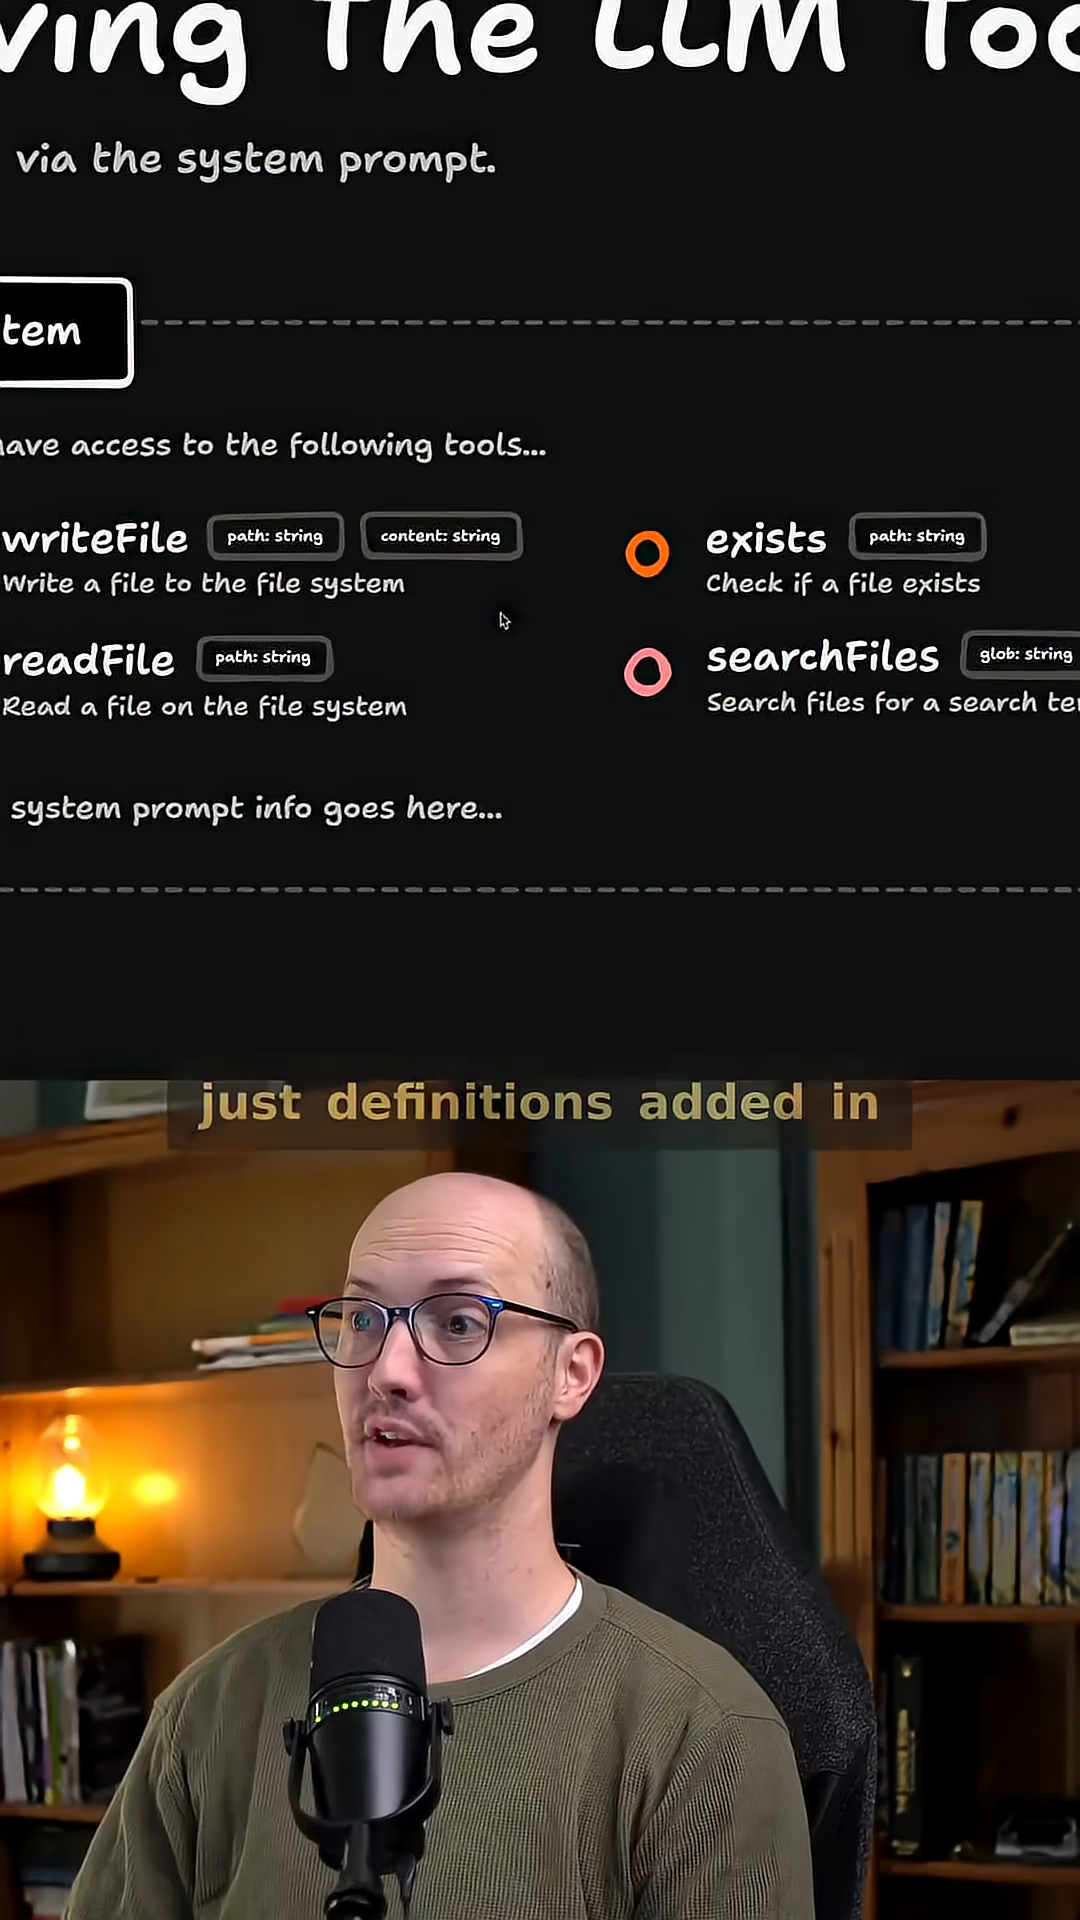 ving The LLM Too
via the system prompt.
tem
have access to the following tools...
writeFile path: string content: string
Write a file to the file system
exists path: string
Check if a file exists
readFile path: string
Read a file on the file system
searchFiles glob: string
Search files for a search te
system prompt info goes here...
just definitions added in